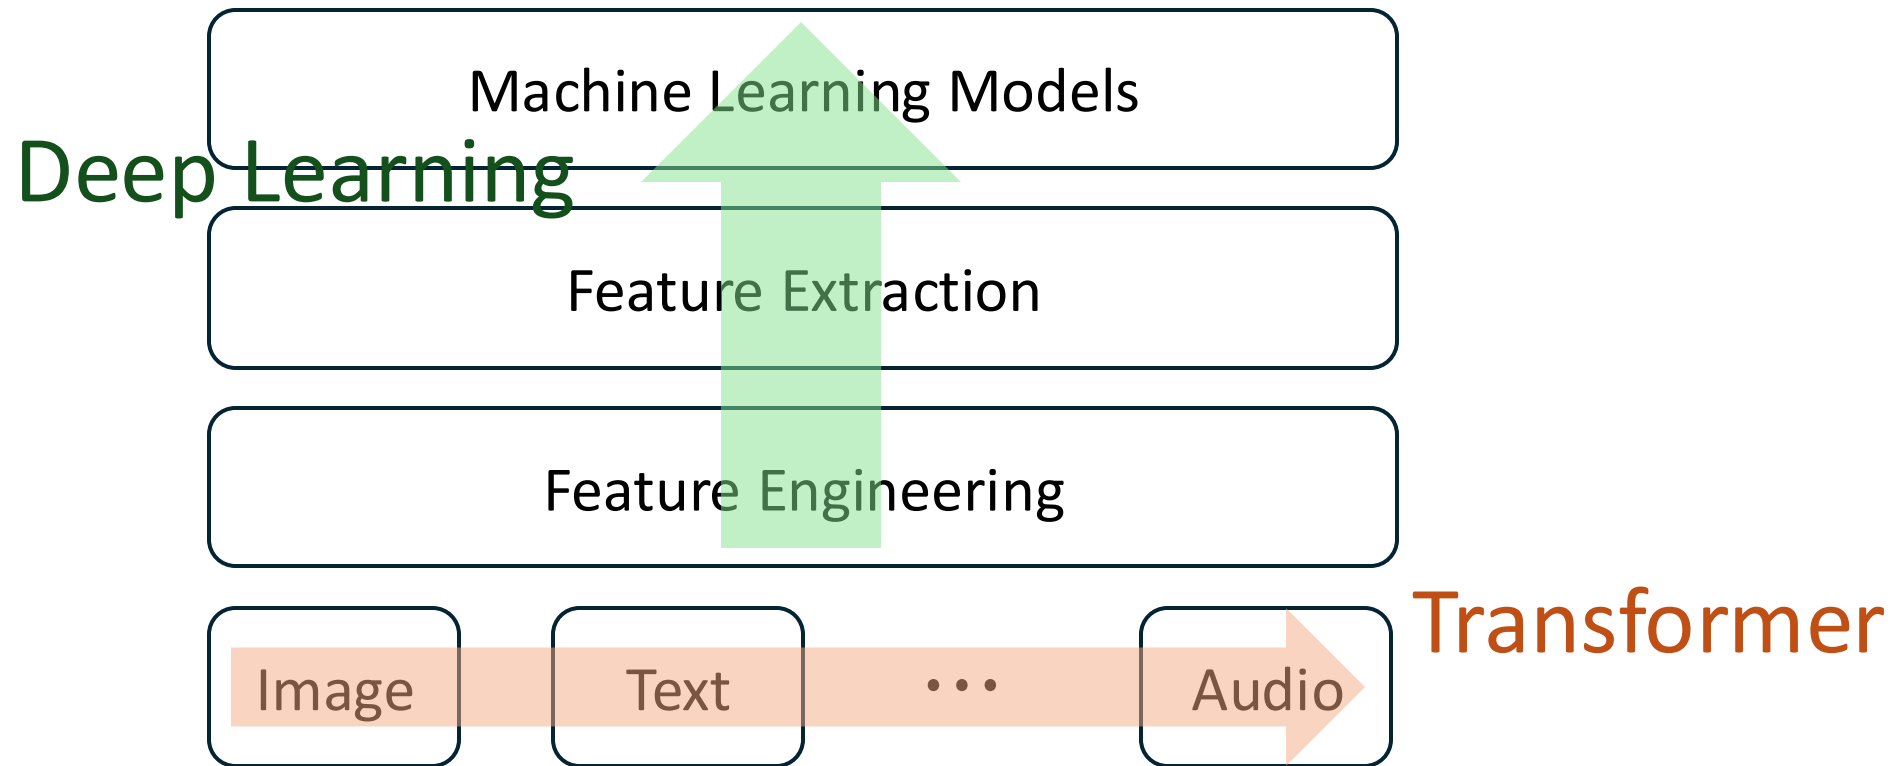 Machine Learning Models
Deep Learning
Feature Extraction
Feature Engineering
Transformer
Image Text ... Audio